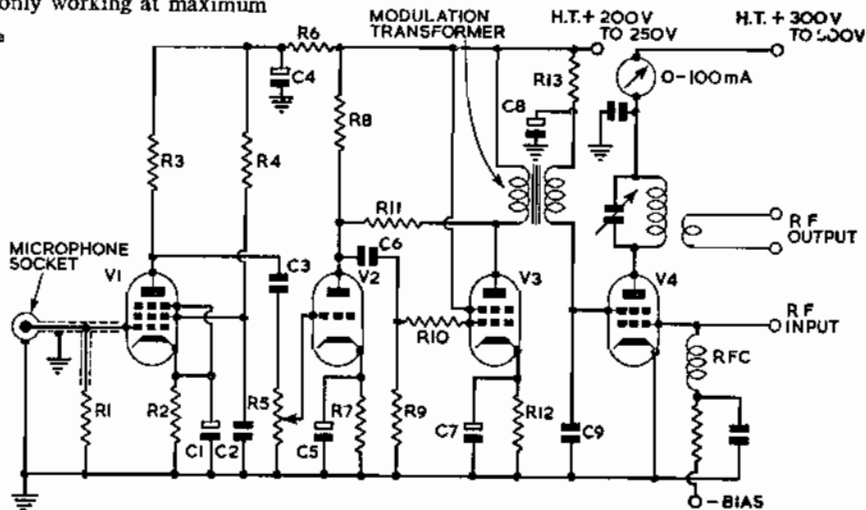 only working at maximum
MODULATION
TRANSFORMER
H.T.+ 200V
TO 250V
H.T. + 300V
TO 500V
R6
C4
R13
C8
0-100mA
R3
R4
R8
R11
MICROPHONE
SOCKET
V1
C3
C6
V2
V3
V4
R F
OUTPUT
R F
INPUT
R10
RFC
R1
R2
R5
R7
R9
R12
C1
C2
C5
C7
C9
-BIAS